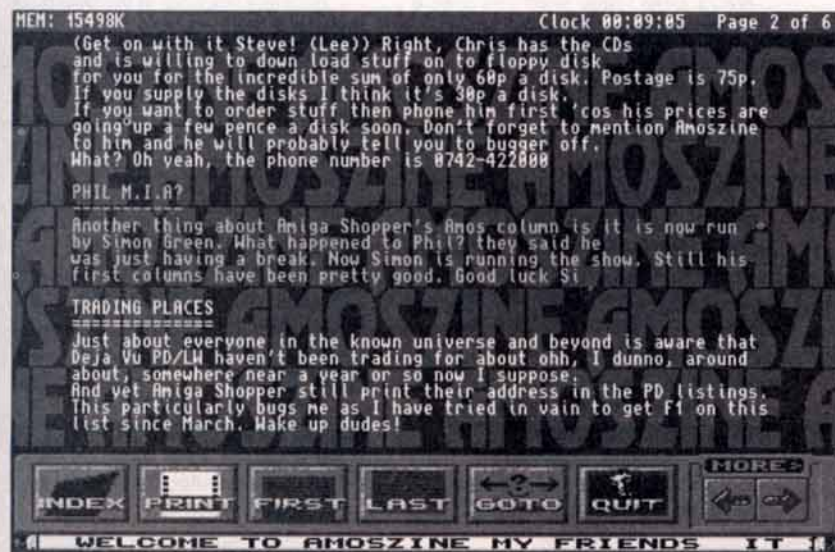 MEM: 15498K Clock 00:09:05 Page 2 of 6
(Get on with it Steve! (Lee)) Right, Chris has the CDs
and is willing to down load stuff on to floppy disk
for you for the incredible sum of only 60p a disk. Postage is 75p.
If you supply the disks I think it's 30p a disk.
If you want to order stuff then phone him first 'cos his prices are
going up a few pence a disk soon. Don't forget to mention Amoszine
to him and he will probably tell you to bugger off.
What? Oh yeah, the phone number is 0742-422000
PHIL M.I.A?
===========
Another thing about Amiga Shopper's Amos column is it is now run
by Simon Green. What happened to Phil? they said he
was just having a break. Now Simon is running the show. Still his
first columns have been pretty good. Good luck Si
TRADING PLACES
==============
Just about everyone in the known universe and beyond is aware that
Deja Vu PD/LW haven't been trading for about ohh, I dunno, around
about, somewhere near a year or so now I suppose.
And yet Amiga Shopper still print their address in the PD listings.
This particularly bugs me as I have tried in vain to get F1 on this
list since March. Wake up dudes!
MORE>
INDEX PRINT FIRST LAST GOTO QUIT
WELCOME TO AMOSZINE MY FRIENDS IT